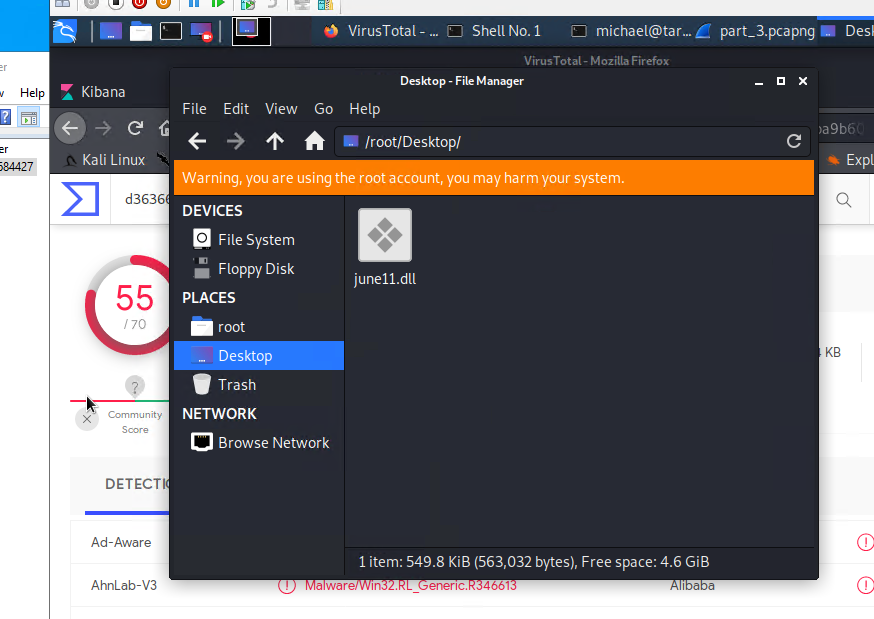 VirusTotal - ...
Shell No. 1
michael@tar...
part_3.pcapng
VirusTotal - Mozilla Firefox
Help
Kibana
Desktop - File Manager
File Edit View Go Help
/root/Desktop/
584427
Kali Linux
Warning, you are using the root account, you may harm your system.
DEVICES
File System
Floppy Disk
PLACES
root
Desktop
Trash
NETWORK
Browse Network
june11.dll
1 item: 549.8 KiB (563,032 bytes), Free space: 4.6 GiB
55
/ 70
?
Community
Score
KB
Ad-Aware
AhnLab-V3
Malware/Win32.RL_Generic.R346613
Alibaba